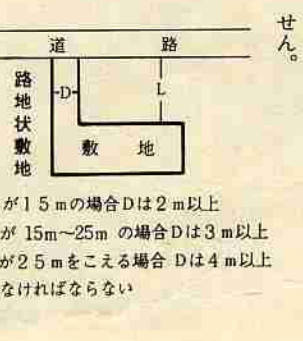 せん。
道 路
路地状敷地
D
L
敷 地
が15mの場合Dは2m以上
が 15m〜25m の場合Dは3m以上
が25mをこえる場合 Dは4m以上
なければならない